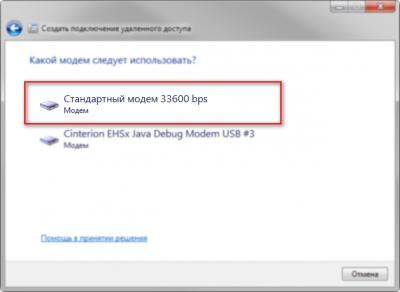 Создать подключение удаленного доступа
Какой модем следует использовать?
Стандартный модем 33600 bps
Модем
Cinterion EHSx Java Debug Modem USB #3
Модем
Помощь в принятии решения
Отмена